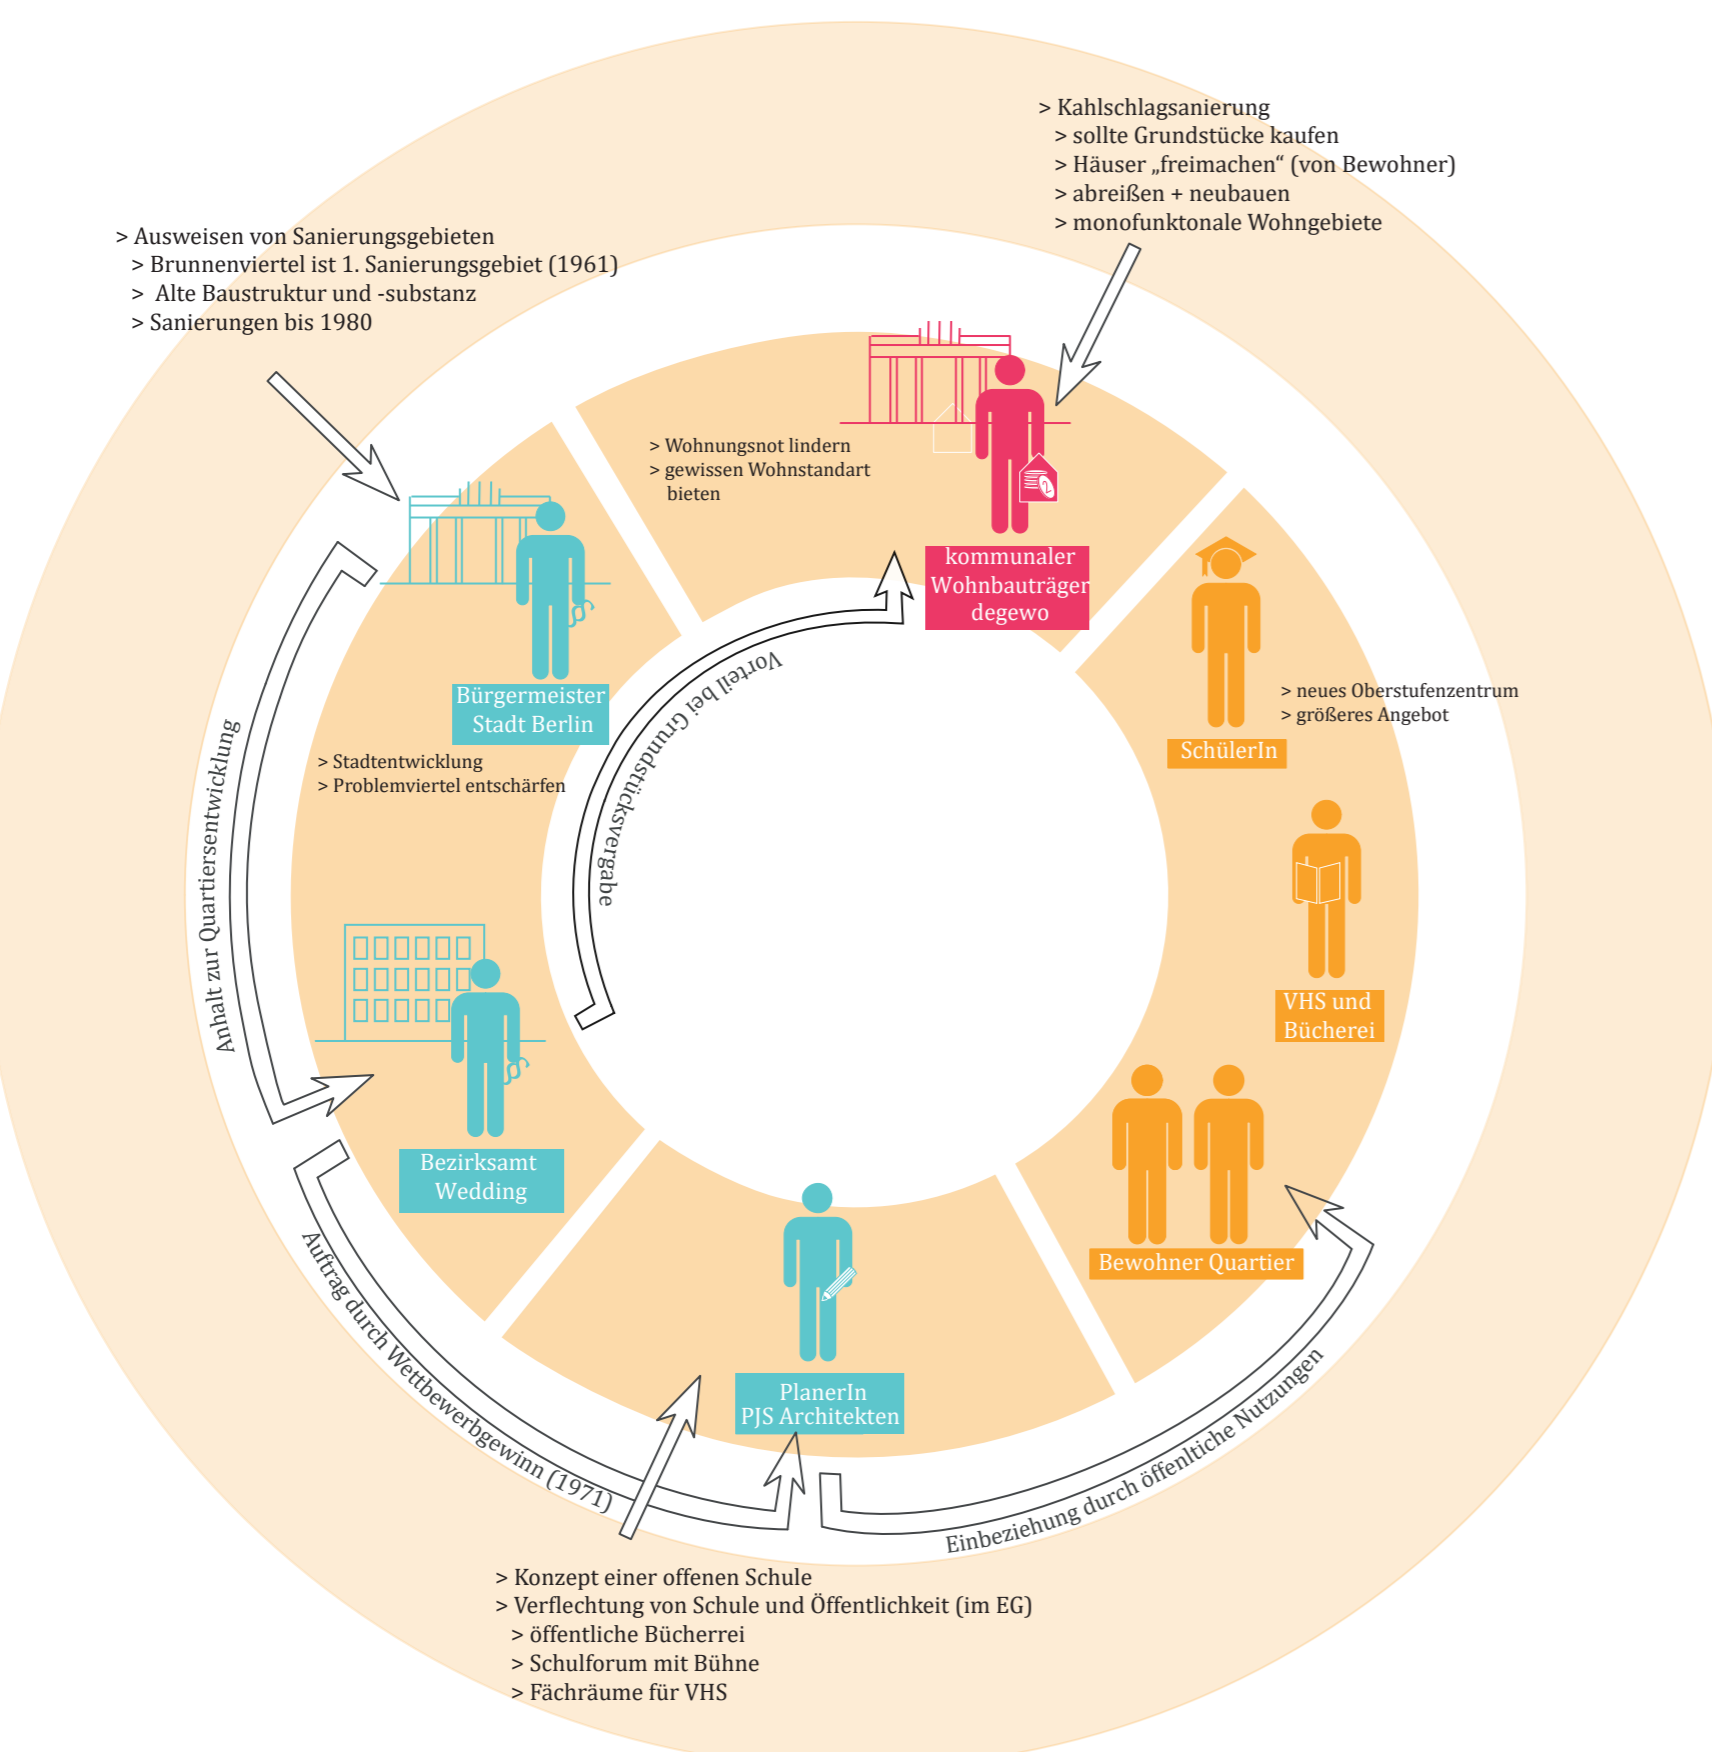 > Kahlschlagsanierung
> sollte Grundstücke kaufen
> Häuser „freimachen“ (von Bewohner)
> abreißen + neubauen
> monofunktonale Wohngebiete
> Ausweisen von Sanierungsgebieten
> Brunnenviertel ist 1. Sanierungsgebiet (1961)
> Alte Baustruktur und -substanz
> Sanierungen bis 1980
> Wohnungsnot lindern
> gewissen Wohnstandart
bieten
2
kommunaler
Wohnbauträger
degewo
§
Bürgermeister
Stadt Berlin
> Stadtentwicklung
> Problemviertel entschärfen
Vorteil bei Grundstücksvergabe
> neues Oberstufenzentrum
> größeres Angebot
SchülerIn
VHS und
Bücherei
Anhalt zur Quartiersentwicklung
§
Bezirksamt
Wedding
Bewohner Quartier
Auftrag durch Wettbewerbgewinn (1971)
PlanerIn
PJS Architekten
Einbeziehung durch öffenltiche Nutzungen
> Konzept einer offenen Schule
> Verflechtung von Schule und Öffentlichkeit (im EG)
> öffentliche Bücherrei
> Schulforum mit Bühne
> Fächräume für VHS